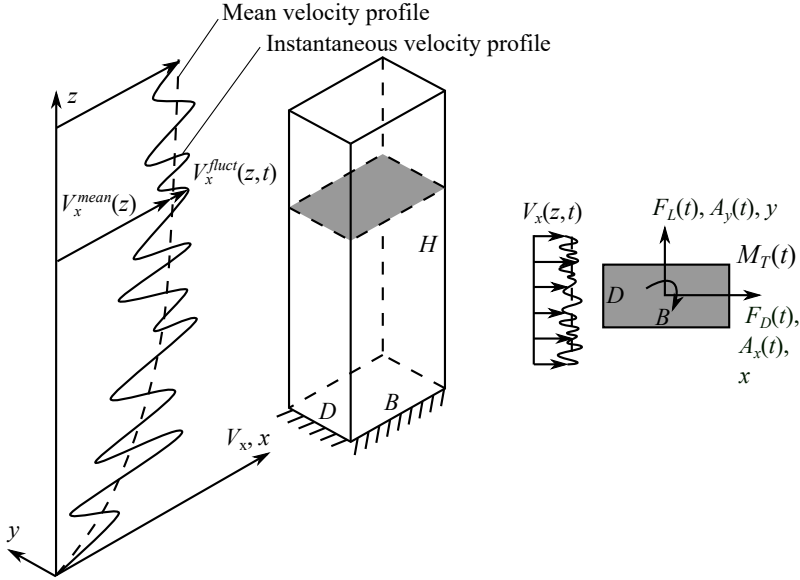 Mean velocity profile
Instantaneous velocity profile
z
V_x^{fluct}(z,t)
V_x^{mean}(z)
H
D
B
V_x, x
y
V_x(z,t)
F_L(t), A_y(t), y
M_T(t)
D
B
F_D(t),
A_x(t),
x